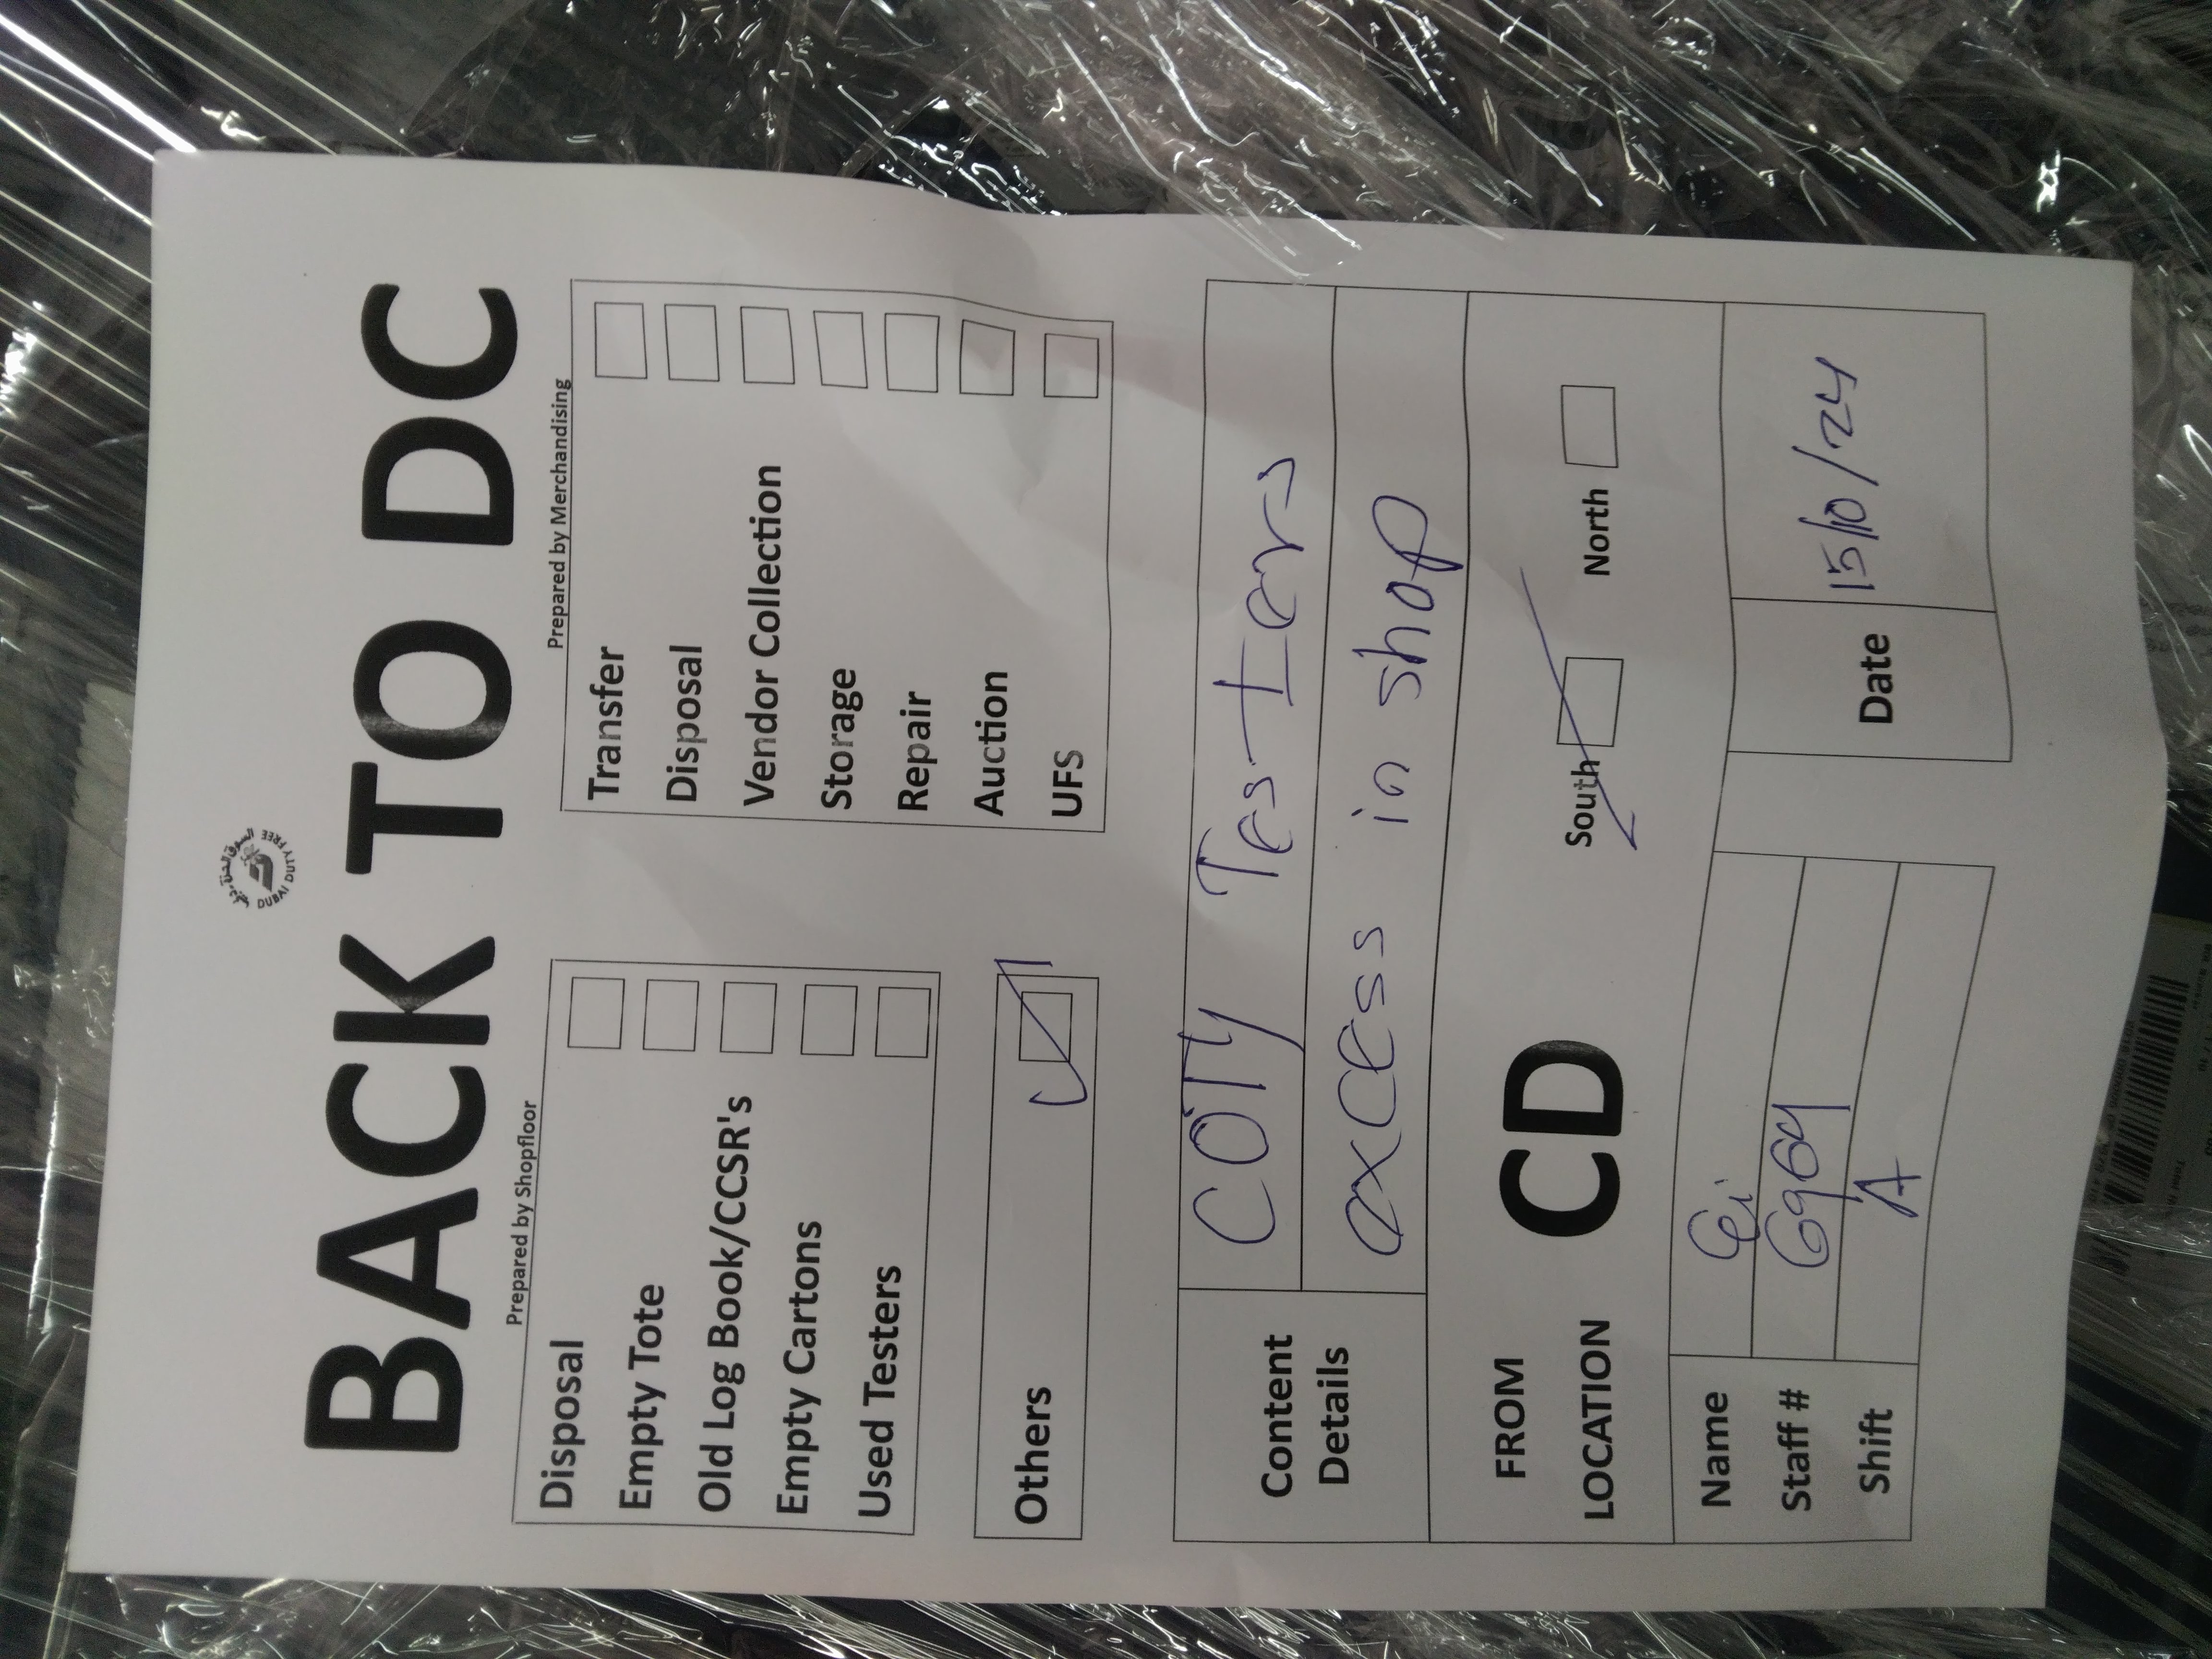 DUBAI DUTY FREE
BACK TO DC
Prepared by Shopfloor
Disposal
Empty Tote
Old Log Book/CCSR's
Empty Cartons
Used Testers
Others
Prepared by Merchandising
Transfer
Disposal
Vendor Collection
Storage
Repair
Auction
UFS
Content Details
COTY Testers
axcess in shop
FROM LOCATION
CD
South
North
Name
Staff # 6964
Shift A
Date 15/10/24